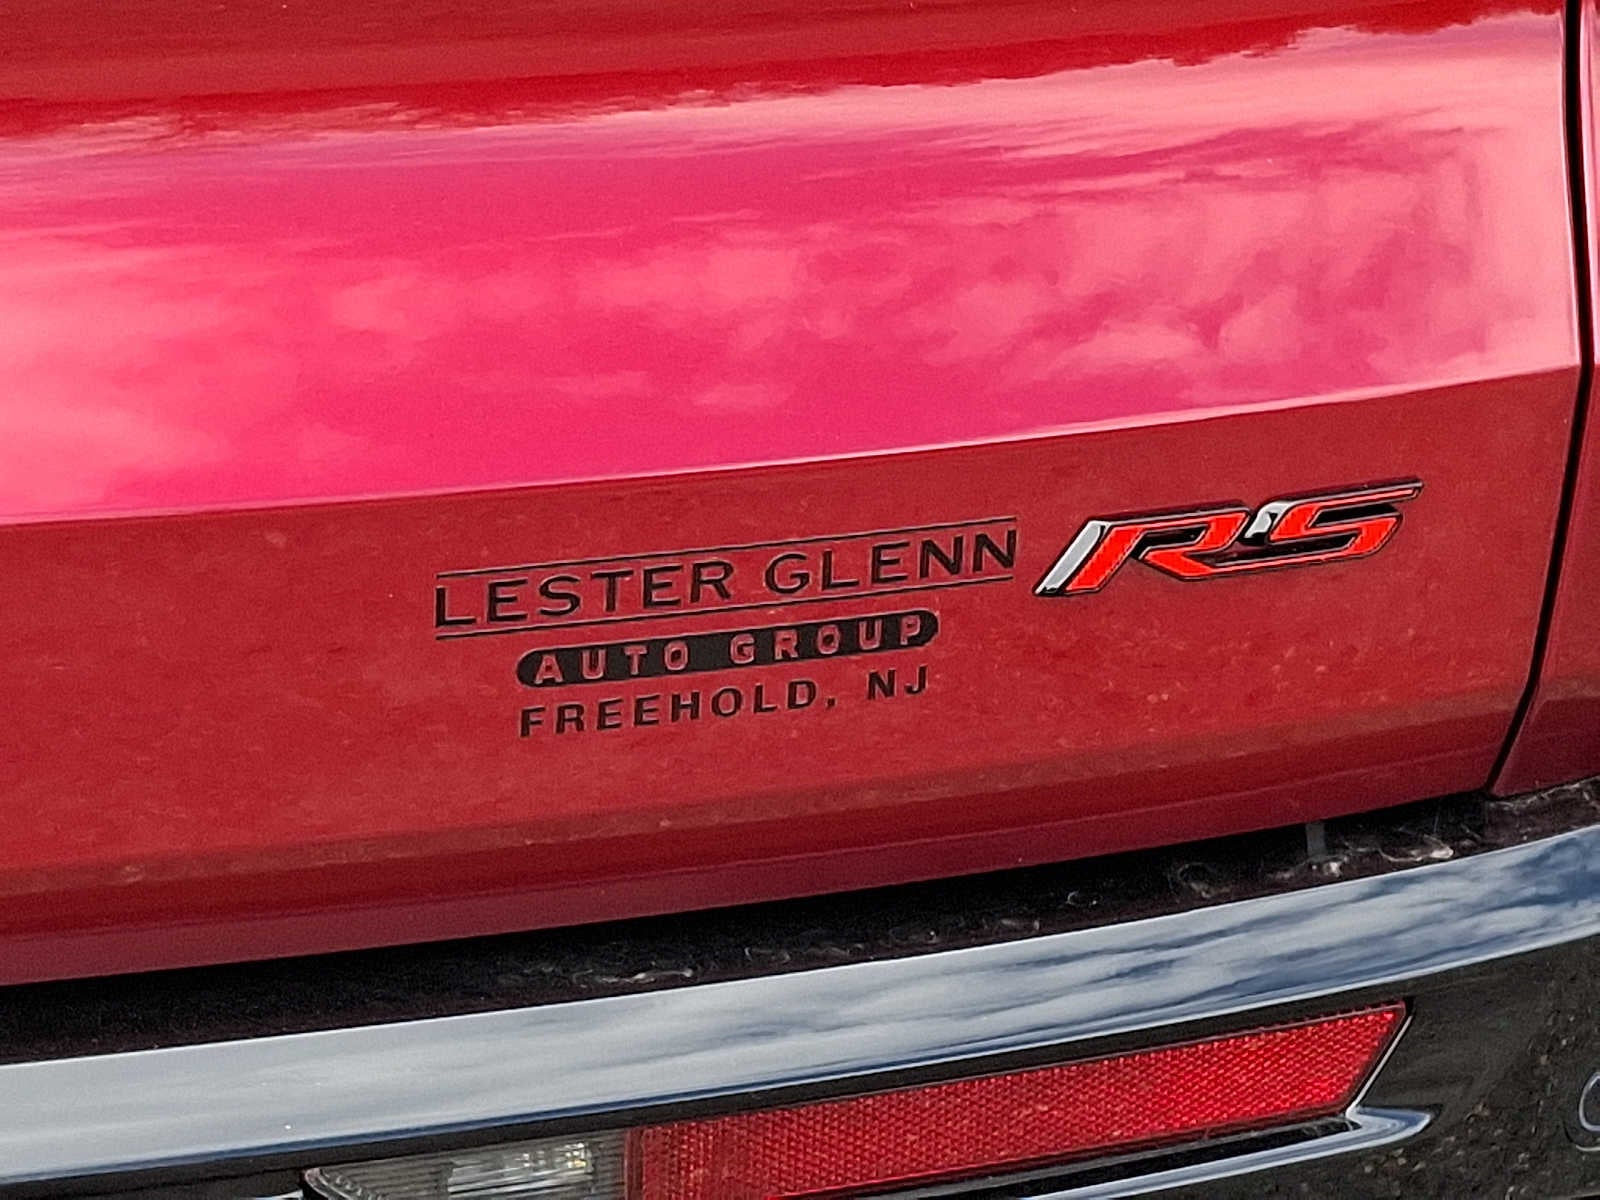 LESTER GLENN
AUTO GROUP
FREEHOLD, NJ
RS